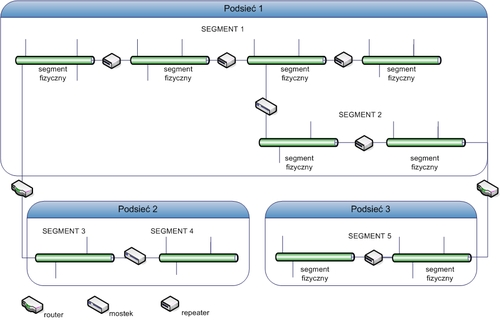 Podsieć 1
SEGMENT 1
segment
fizyczny
segment
fizyczny
segment
fizyczny
segment
fizyczny
SEGMENT 2
segment
fizyczny
segment
fizyczny
Podsieć 2
SEGMENT 3
SEGMENT 4
Podsieć 3
SEGMENT 5
segment
fizyczny
segment
fizyczny
router
mostek
repeater